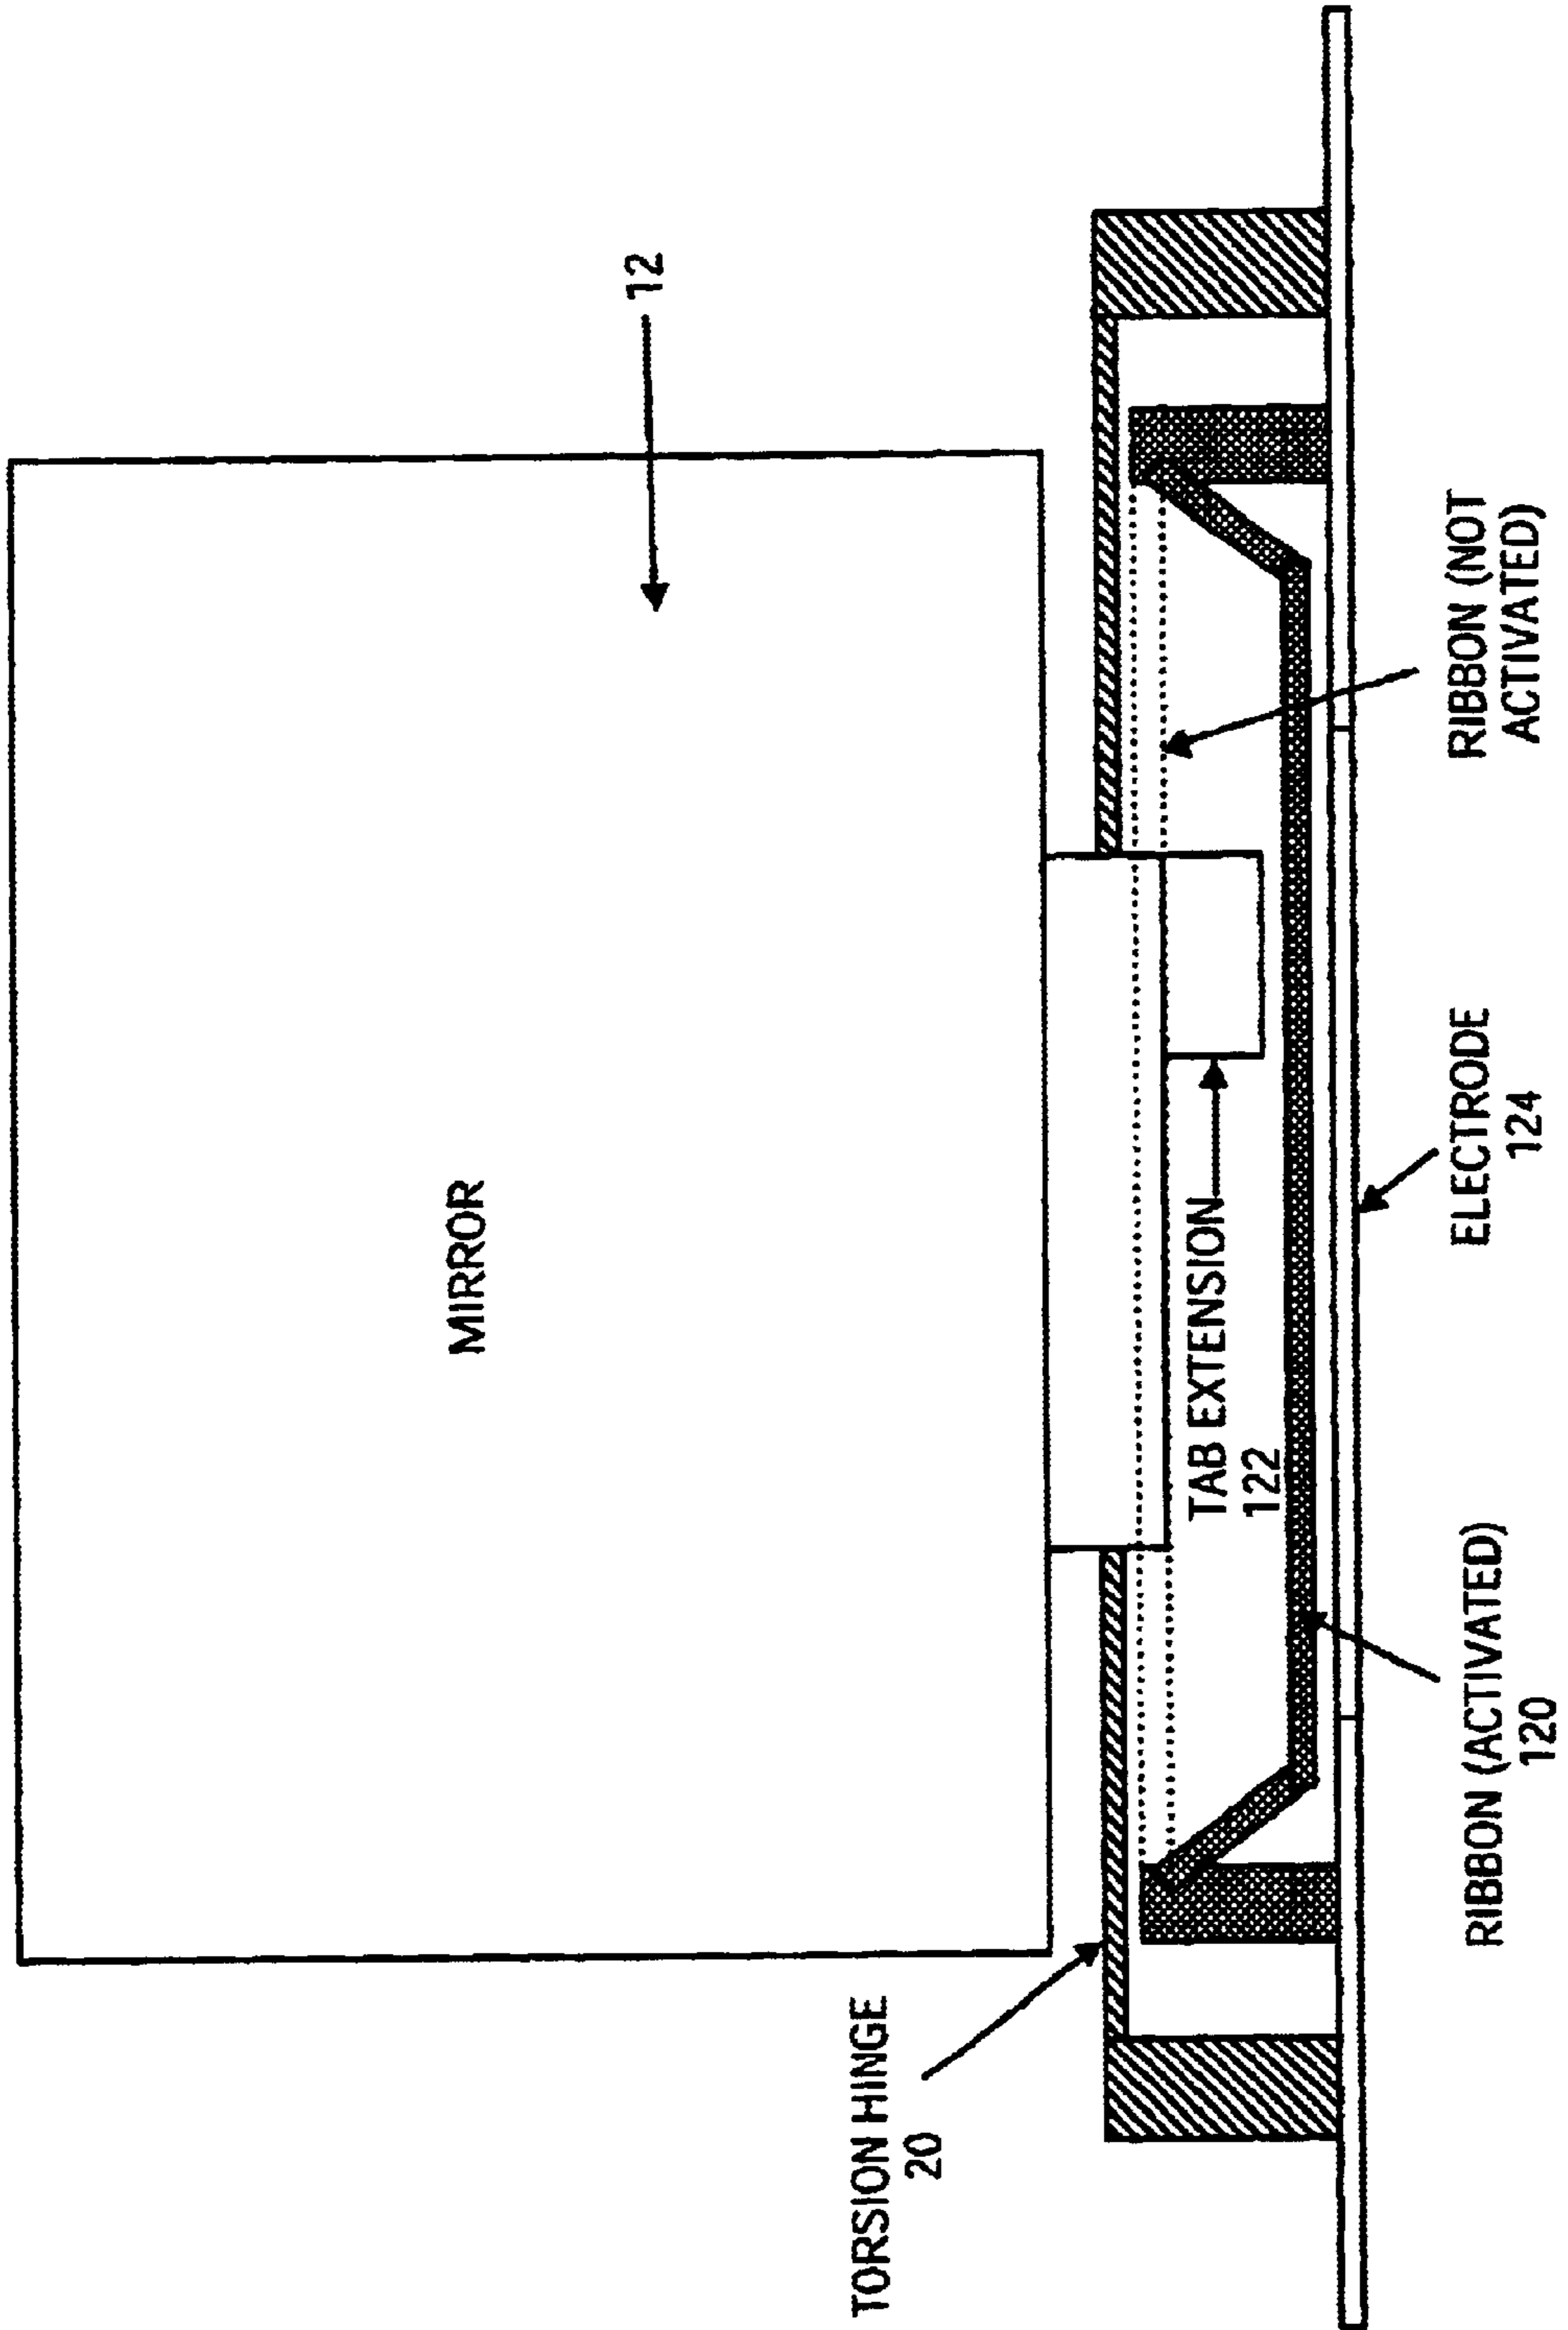 MIRROR
12
TORSION HINGE
20
TAB EXTENSION
122
RIBBON (ACTIVATED)
120
ELECTRODE
124
RIBBON (NOT
ACTIVATED)